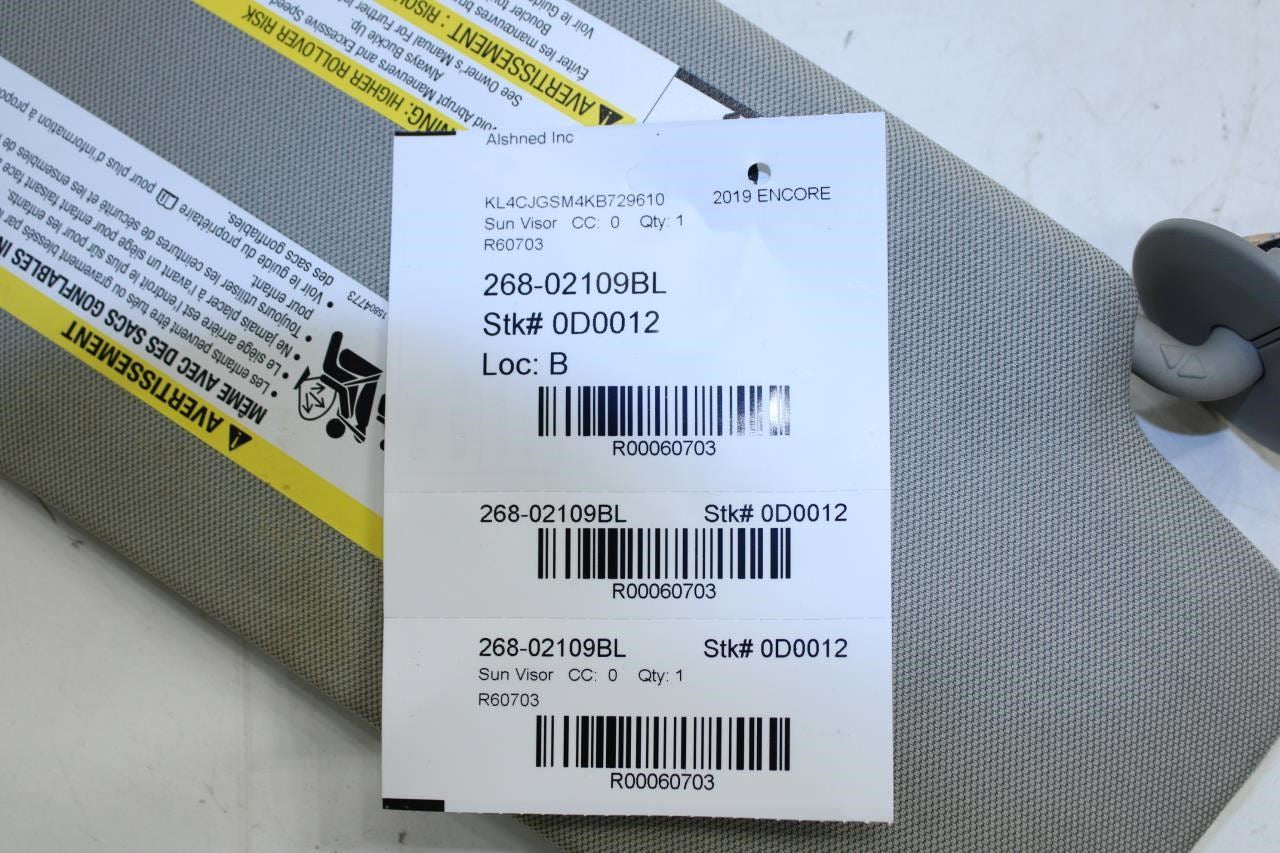 Alshned Inc
KL4CJGSM4KB729610
2019 ENCORE
Sun Visor CC: 0 Qty: 1
R60703
268-02109BL
Stk# 0D0012
Loc: B
R00060703
268-02109BL Stk# 0D0012
R00060703
268-02109BL Stk# 0D0012
Sun Visor CC: 0 Qty: 1
R60703
R00060703
AVERTISSEMENT
MÊME AVEC DES SACS GONFLABLES
• Les enfants peuvent être tués ou gravement blessés par
• Le siège arrière est l'endroit le plus sûr pour les enfants.
• Ne jamais placer à l'avant un siège pour enfant faisant face
• Toujours utiliser les ceintures de sécurité et les ensembles de
pour enfant.
• Voir le guide du propriétaire pour plus d'information à propos
des sacs gonflables.
15804773
HIGHER ROLLOVER RISK
Abrupt Maneuvers and Excessive Speed
Always Buckle Up.
See Owner's Manual For Further
AVERTISSEMENT :
Éviter les manœuvres
Boucler
Voir le Guide